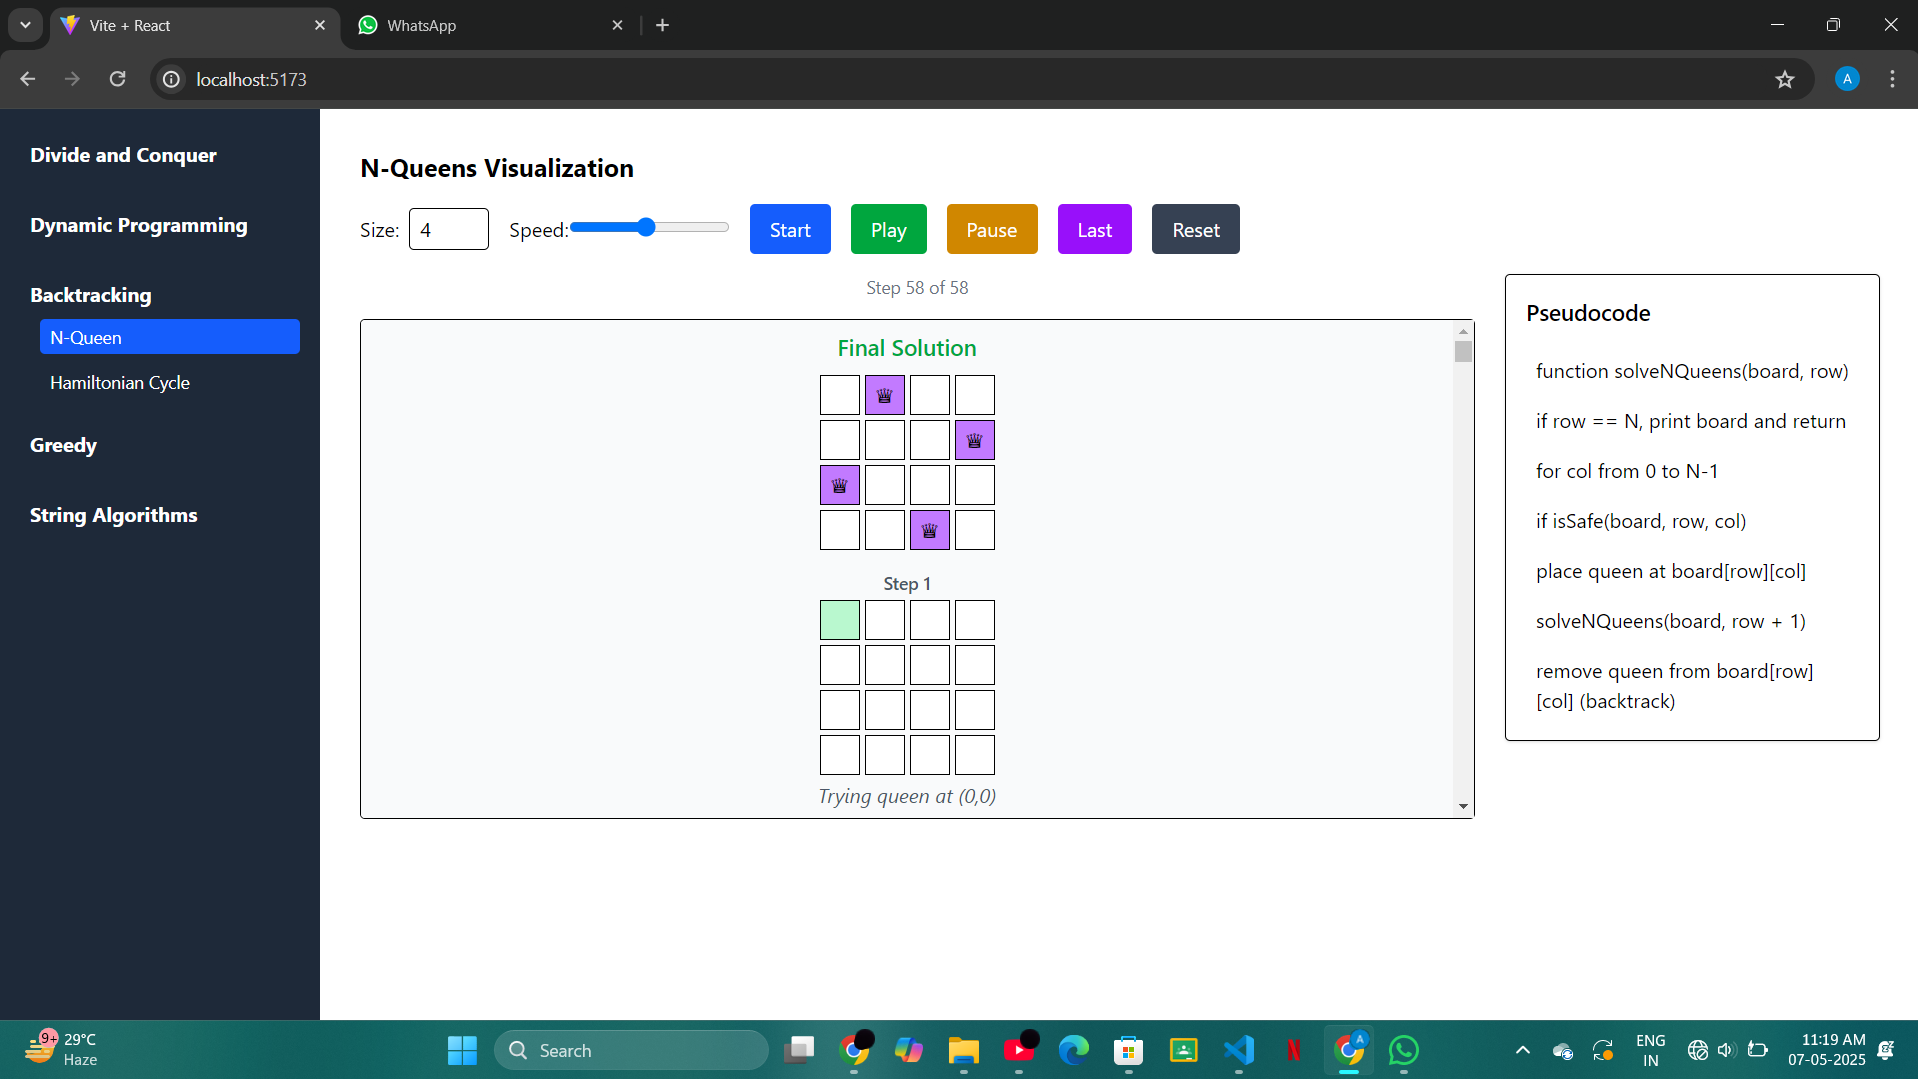 Vite + React
WhatsApp
localhost:5173
A
Divide and Conquer
Dynamic Programming
Backtracking
N-Queen
Hamiltonian Cycle
Greedy
String Algorithms
N-Queens Visualization
Size: 4 Speed: Start Play Pause Last Reset
Step 58 of 58
Final Solution
Step 1
Trying queen at (0,0)
Pseudocode
function solveNQueens(board, row)
if row == N, print board and return
for col from 0 to N-1
if isSafe(board, row, col)
place queen at board[row][col]
solveNQueens(board, row + 1)
remove queen from board[row]
[col] (backtrack)
9+
29°C
Haze
Search
A
ENG
IN
11:19 AM
07-05-2025